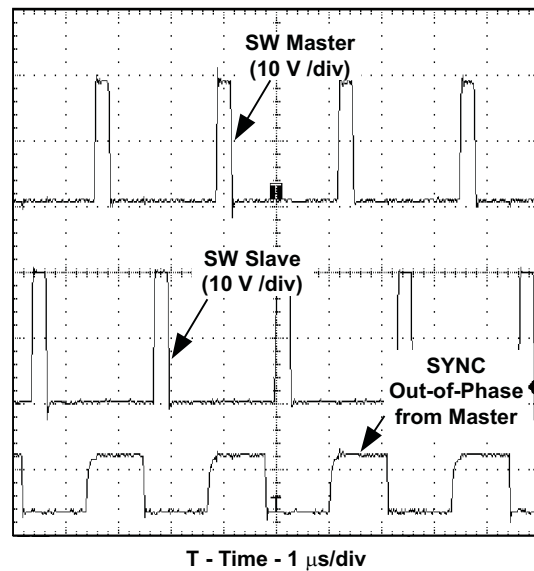 SW Master
(10 V /div)
T
SW Slave
(10 V /div)
SYNC
Out-of-Phase
from Master
T - Time - 1 μs/div